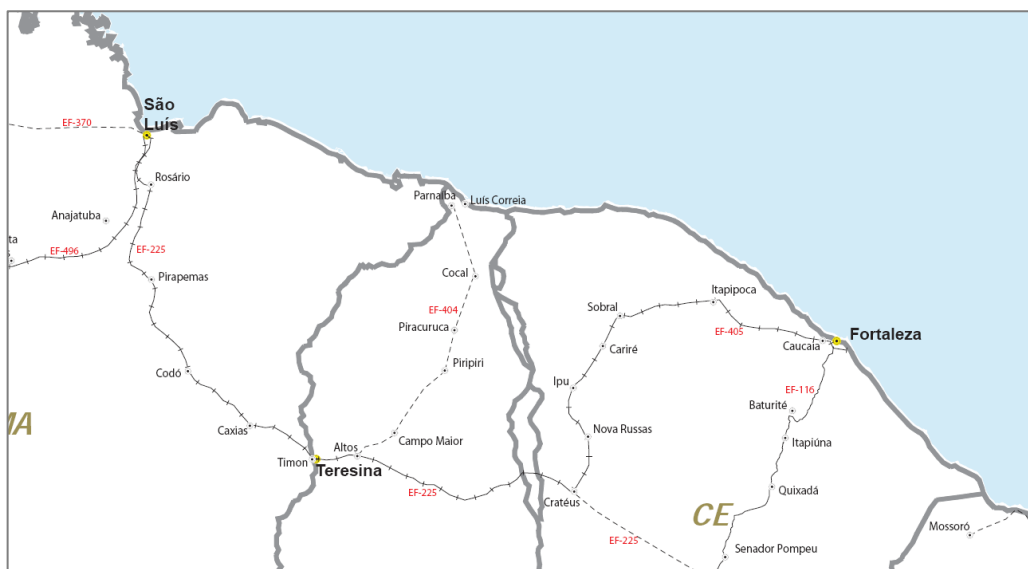 São
Luís
EF-370
Rosário
Parnaíba
Luís Correia
Anajatuba
ta
EF-496
EF-225
Pirapemas
Cocal
Itapipoca
EF-404
Sobral
Piracuruca
EF-405
Fortaleza
Caucaia
Cariré
Piripiri
Codó
Ipu
EF-116
Baturité
MA
Caxias
Campo Maior
Nova Russas
Itapiúna
Altos
Timon
Teresina
EF-225
Cratéus
Quixadá
CE
Mossoró
EF-225
Senador Pompeu